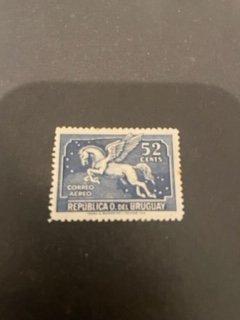 52
CENTS
CORREO
AEREO
REPUBLICA O. DEL URUGUAY